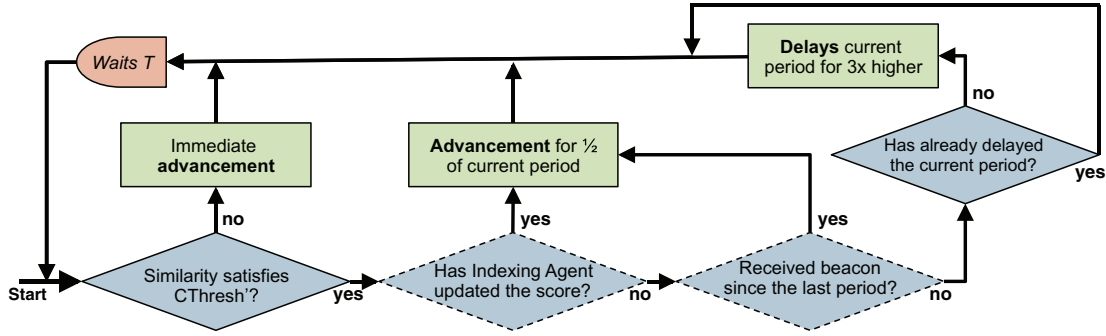 Delays current
period for 3x higher
Waits T
no
Immediate
advancement
Advancement for ½
of current period
Has already delayed
the current period?
yes
no
yes
yes
Similarity satisfies
CThresh'?
Has Indexing Agent
updated the score?
Received beacon
since the last period?
Start
yes
no
no